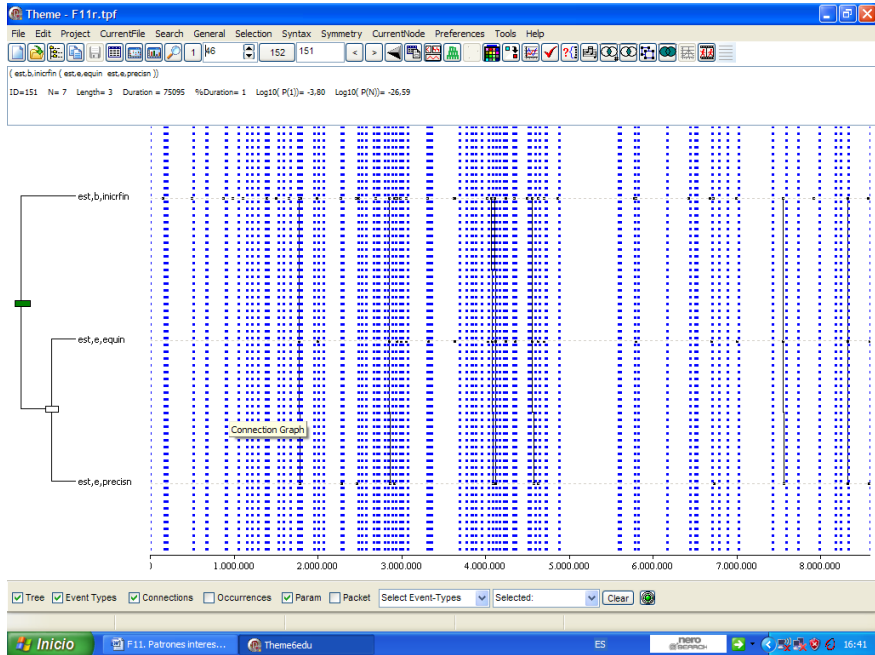 Theme - F11r.tpf
File Edit Project CurrentFile Search General Selection Syntax Symmetry CurrentNode Preferences Tools Help
1 46 152 151 < >
( est,b,inicrfin ( est,e,equin est,e,precisn ))
ID=151 N= 7 Length= 3 Duration = 75095 %Duration= 1 Log10( P(1))= -3,80 Log10( P(N))= -26,59
est,b,inicrfin
est,e,equin
Connection Graph
est,e,precisn
) 1.000.000 2.000.000 3.000.000 4.000.000 5.000.000 6.000.000 7.000.000 8.000.000
Tree Event Types Connections Occurrences Param Packet Select Event-Types Selected: Clear
Inicio F11. Patrones interes... Theme6edu ES nero SEARCH 16:41